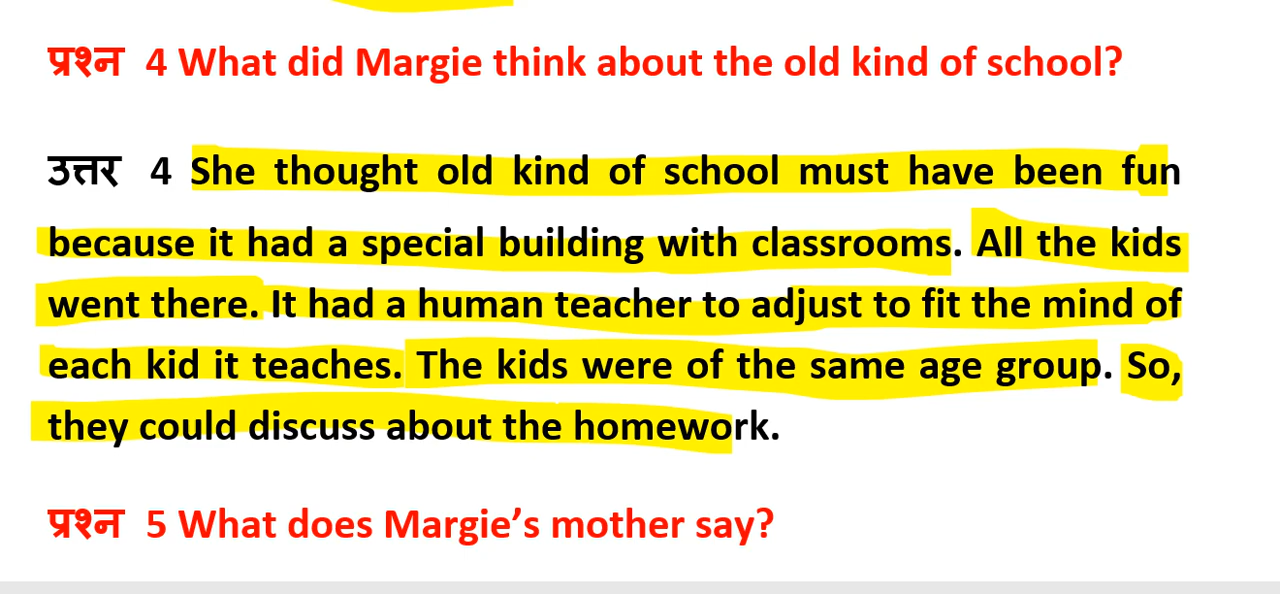 प्रश्न 4 What did Margie think about the old kind of school?
उत्तर 4 She thought old kind of school must have been fun
because it had a special building with classrooms. All the kids
went there. It had a human teacher to adjust to fit the mind of
each kid it teaches. The kids were of the same age group. So,
they could discuss about the homework.
प्रश्न 5 What does Margie’s mother say?